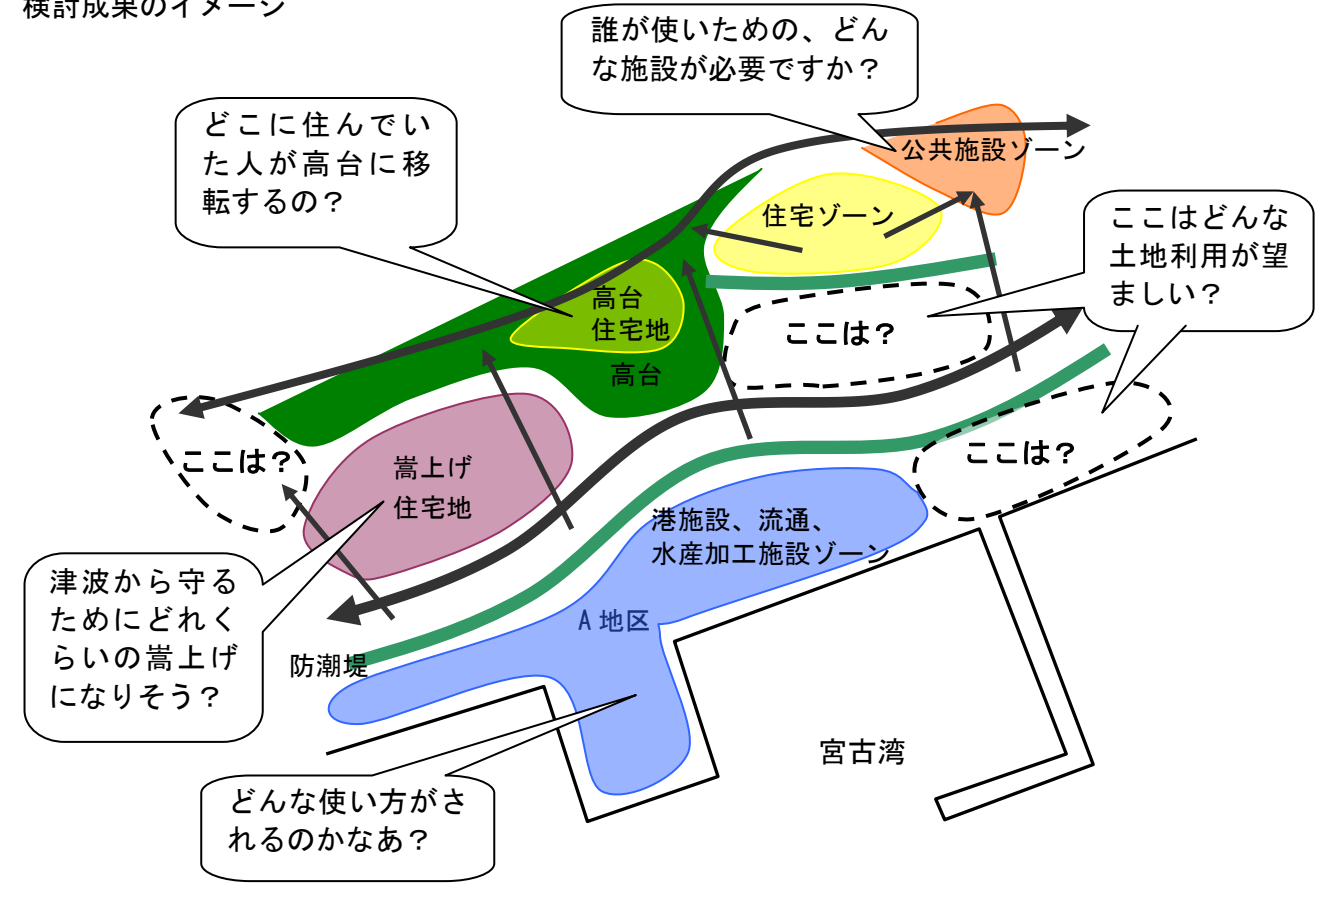 検討成果のイメージ
誰が使いための、どん
な施設が必要ですか？
どこに住んでい
た人が高台に移
転するの？
公共施設ゾーン
住宅ゾーン
ここはどんな
土地利用が望
ましい？
高台
住宅地
ここは？
高台
ここは？
嵩上げ
住宅地
ここは？
港施設、流通、
水産加工施設ゾーン
津波から守る
ためにどれく
らいの嵩上げ
になりそう？
A地区
防潮堤
宮古湾
どんな使い方がさ
れるのかなあ？